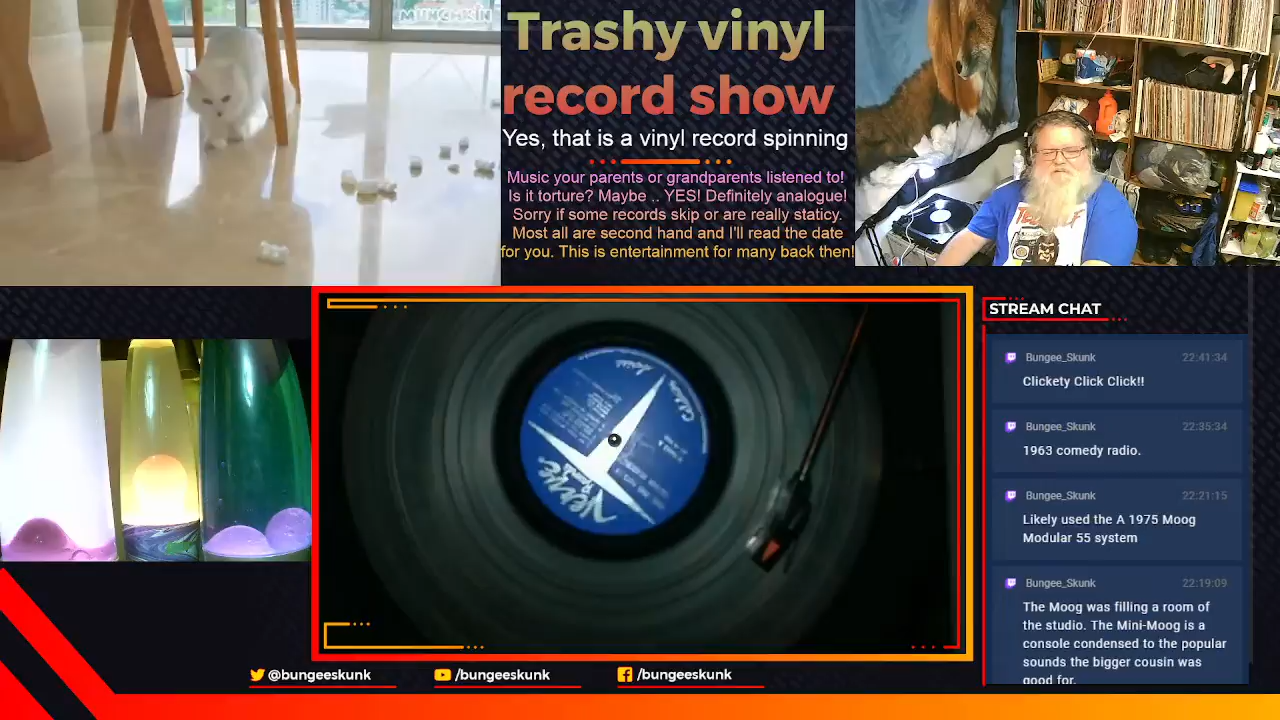 MUNCHKIN
Trashy vinyl
record show
Yes, that is a vinyl record spinning
Music your parents or grandparents listened to!
Is it torture? Maybe .. YES! Definitely analogue!
Sorry if some records skip or are really staticy.
Most all are second hand and I'll read the date
for you. This is entertainment for many back then!
Verve
Records
STREAM CHAT
Bungee_Skunk 22:41:34
Clickety Click Click!!
Bungee_Skunk 22:35:34
1963 comedy radio.
Bungee_Skunk 22:21:15
Likely used the A 1975 Moog
Modular 55 system
Bungee_Skunk 22:19:09
The Moog was filling a room of
the studio. The Mini-Moog is a
console condensed to the popular
sounds the bigger cousin was
good for.
@bungeeskunk
/bungeeskunk
/bungeeskunk